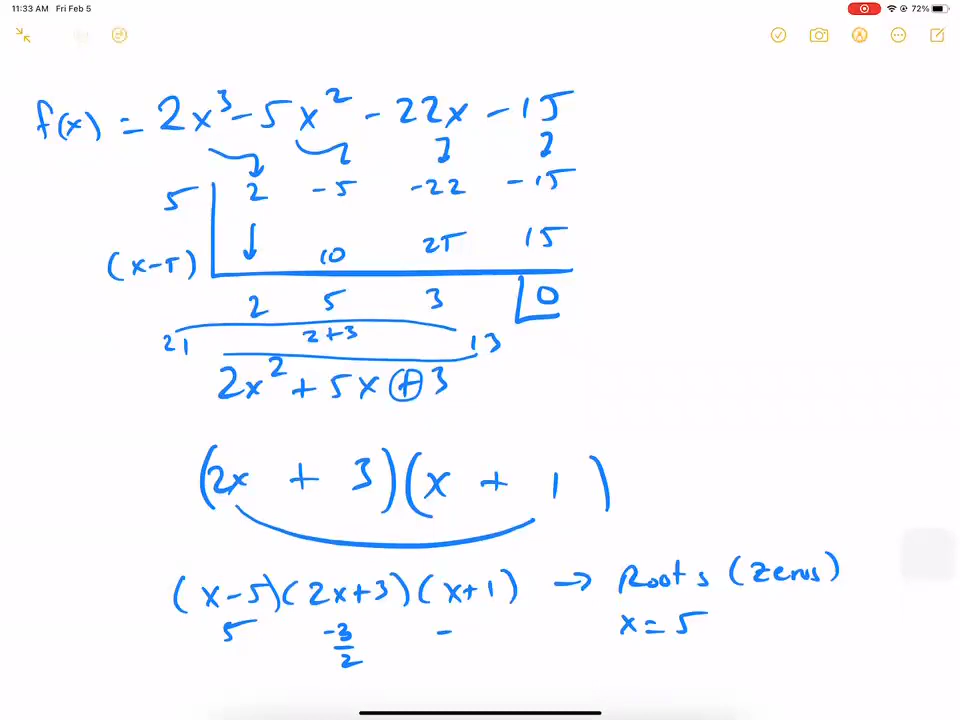 11:33 AM Fri Feb 5 72%
f(x) = 2x³ - 5x² - 22x - 15
5 2 -5 -22 -15
(x-5) 10 25 15
2 5 3 0
21 2+3 13
2x² + 5x + 3
(2x + 3)(x + 1)
(x-5)(2x+3)(x+1) → Roots (zeros)
5 -3/2 - x = 5